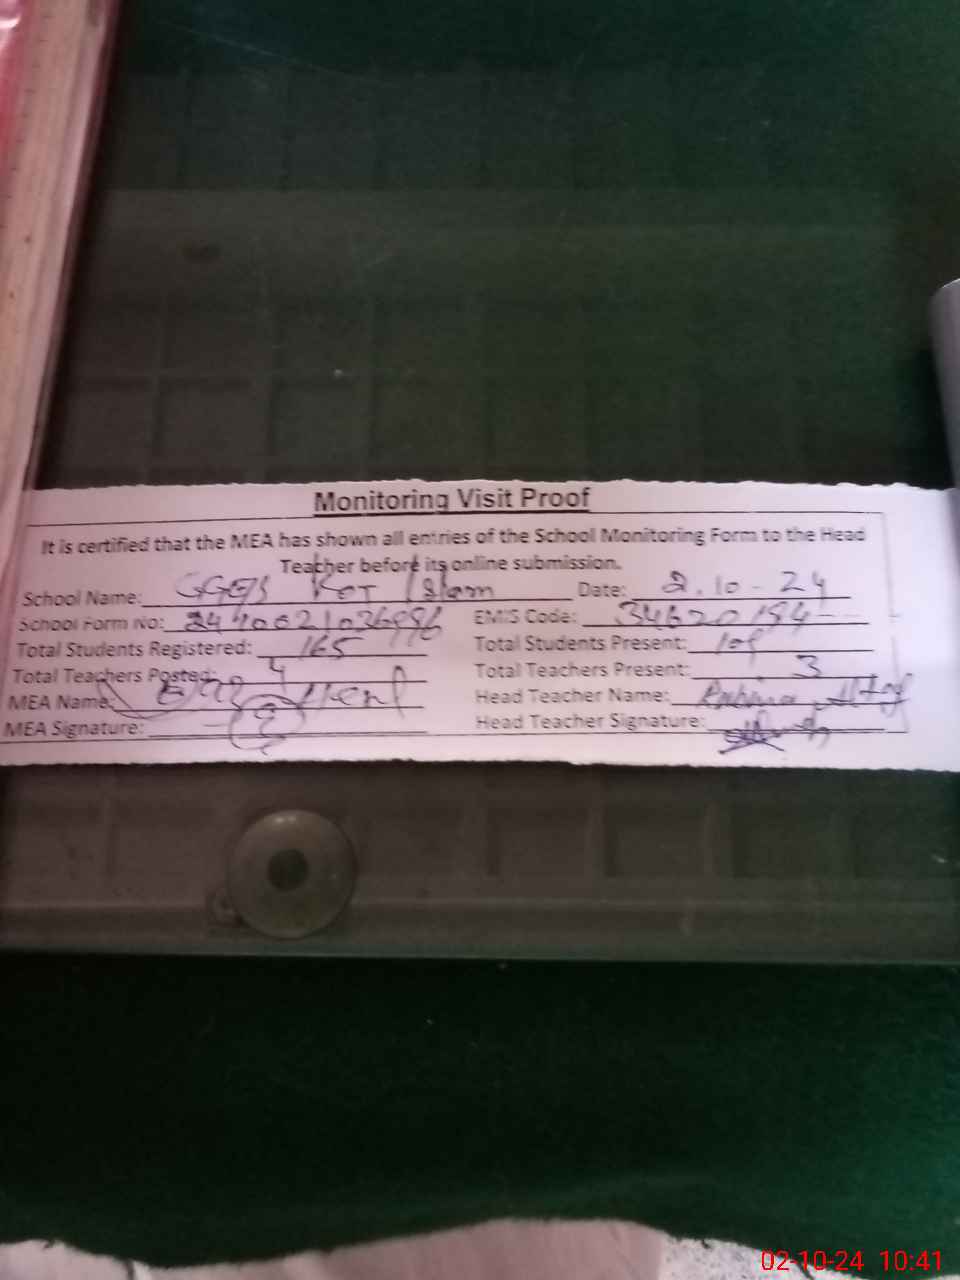 Monitoring Visit Proof
It is certified that the MEA has shown all entries of the School Monitoring Form to the Head
Teacher before its online submission.
School Name: Kot Islam Date: 2.10-24
School Form No: EMIS Code: 34620194
Total Students Registered: 165 Total Students Present:
Total Teachers Posted: 4 Total Teachers Present: 3
MEA Name: Head Teacher Name: Altaf
MEA Signature: Head Teacher Signature:
02-10-24 10:41